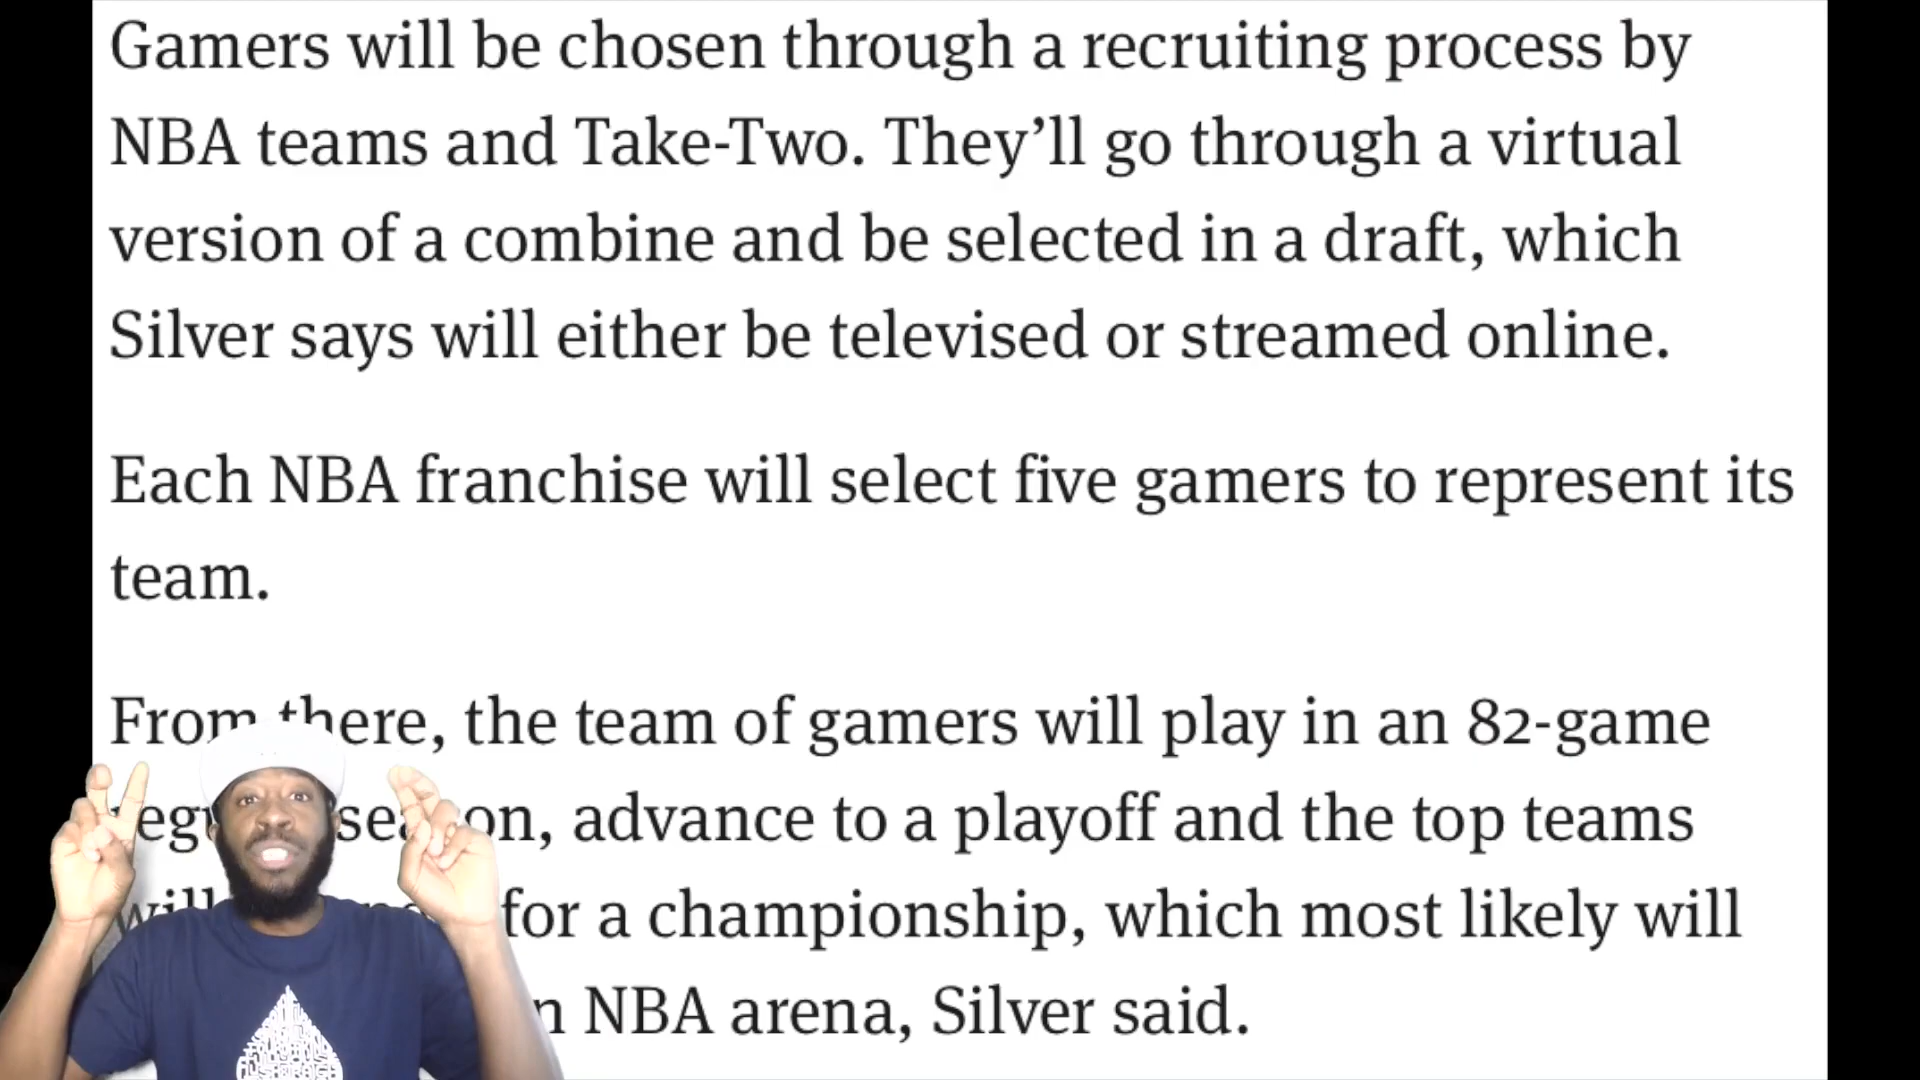 Gamers will be chosen through a recruiting process by
NBA teams and Take-Two. They’ll go through a virtual
version of a combine and be selected in a draft, which
Silver says will either be televised or streamed online.
Each NBA franchise will select five gamers to represent its
team.
From there, the team of gamers will play in an 82-game
season, advance to a playoff and the top teams
will for a championship, which most likely will
NBA arena, Silver said.